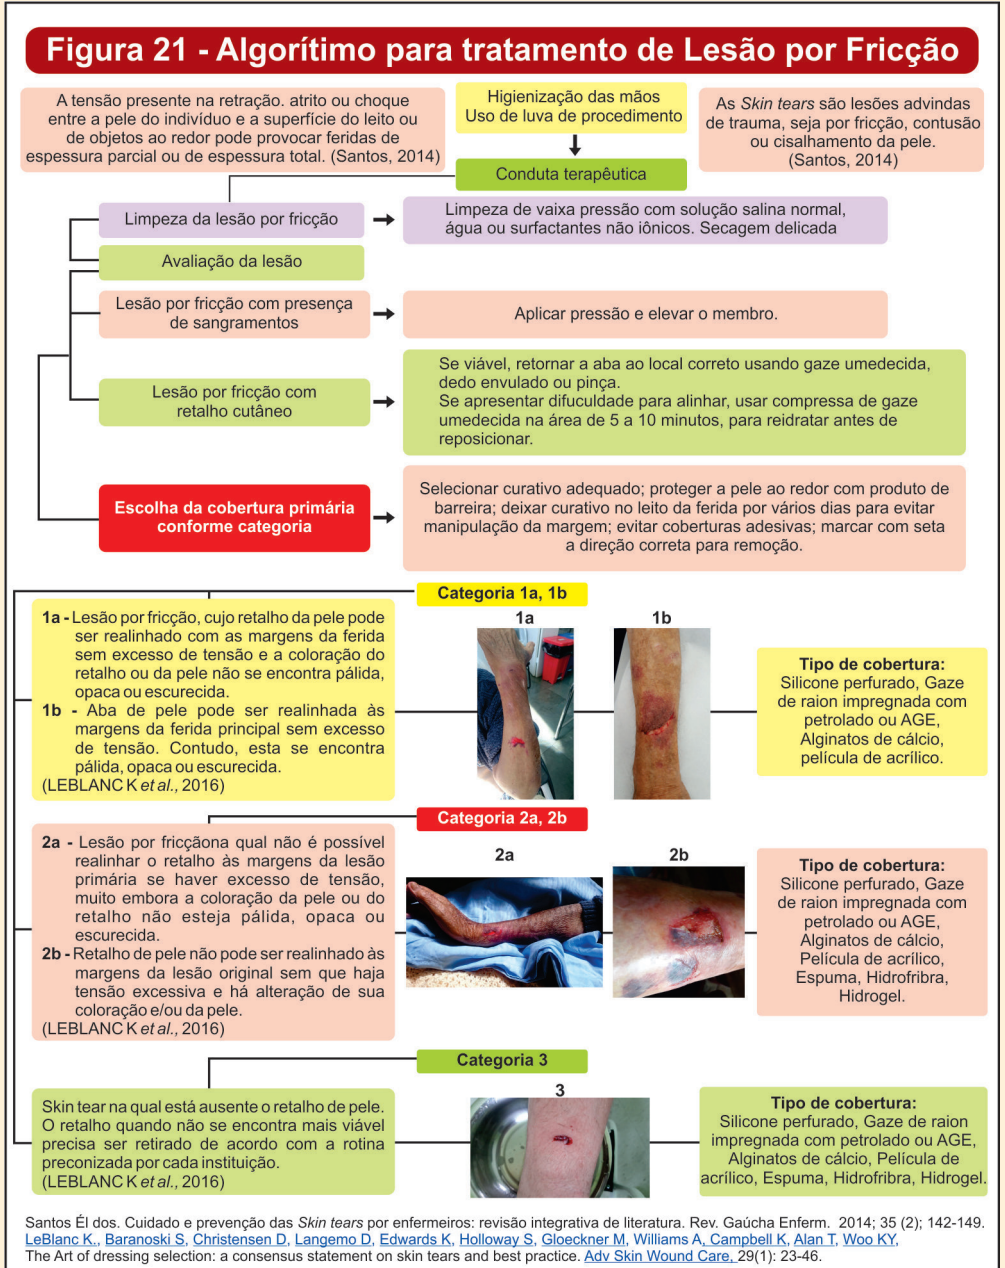 Figura 21 - Algorítimo para tratamento de Lesão por Fricção
A tensão presente na retração. atrito ou choque
entre a pele do indivíduo e a superfície do leito ou
de objetos ao redor pode provocar feridas de
espessura parcial ou de espessura total. (Santos, 2014)
Higienização das mãos
Uso de luva de procedimento
As Skin tears são lesões advindas
de trauma, seja por fricção, contusão
ou cisalhamento da pele.
(Santos, 2014)
Conduta terapêutica
Limpeza da lesão por fricção
Limpeza de vaixa pressão com solução salina normal,
água ou surfactantes não iônicos. Secagem delicada
Avaliação da lesão
Lesão por fricção com presença
de sangramentos
Aplicar pressão e elevar o membro.
Lesão por fricção com
retalho cutâneo
Se viável, retornar a aba ao local correto usando gaze umedecida,
dedo envulado ou pinça.
Se apresentar difuculdade para alinhar, usar compressa de gaze
umedecida na área de 5 a 10 minutos, para reidratar antes de
reposicionar.
Escolha da cobertura primária
conforme categoria
Selecionar curativo adequado; proteger a pele ao redor com produto de
barreira; deixar curativo no leito da ferida por vários dias para evitar
manipulação da margem; evitar coberturas adesivas; marcar com seta
a direção correta para remoção.
Categoria 1a, 1b
1a - Lesão por fricção, cujo retalho da pele pode
ser realinhado com as margens da ferida
sem excesso de tensão e a coloração do
retalho ou da pele não se encontra pálida,
opaca ou escurecida.
1b - Aba de pele pode ser realinhada às
margens da ferida principal sem excesso
de tensão. Contudo, esta se encontra
pálida, opaca ou escurecida.
(LEBLANC K et al., 2016)
1a
1b
Tipo de cobertura:
Silicone perfurado, Gaze
de raion impregnada com
petrolado ou AGE,
Alginatos de cálcio,
película de acrílico.
Categoria 2a, 2b
2a - Lesão por fricçãona qual não é possível
realinhar o retalho às margens da lesão
primária se haver excesso de tensão,
muito embora a coloração da pele ou do
retalho não esteja pálida, opaca ou
escurecida.
2b - Retalho de pele não pode ser realinhado às
margens da lesão original sem que haja
tensão excessiva e há alteração de sua
coloração e/ou da pele.
(LEBLANC K et al., 2016)
2a
2b
Tipo de cobertura:
Silicone perfurado, Gaze
de raion impregnada com
petrolado ou AGE,
Alginatos de cálcio,
Película de acrílico,
Espuma, Hidrofribra,
Hidrogel.
Categoria 3
Skin tear na qual está ausente o retalho de pele.
O retalho quando não se encontra mais viável
precisa ser retirado de acordo com a rotina
preconizada por cada instituição.
(LEBLANC K et al., 2016)
3
Tipo de cobertura:
Silicone perfurado, Gaze de raion
impregnada com petrolado ou AGE,
Alginatos de cálcio, Película de
acrílico, Espuma, Hidrofribra, Hidrogel.
Santos Él dos. Cuidado e prevenção das Skin tears por enfermeiros: revisão integrativa de literatura. Rev. Gaúcha Enferm. 2014; 35 (2); 142-149.
LeBlanc K., Baranoski S, Christensen D, Langemo D, Edwards K, Holloway S, Gloeckner M, Williams A, Campbell K, Alan T, Woo KY,
The Art of dressing selection: a consensus statement on skin tears and best practice. Adv Skin Wound Care, 29(1): 23-46.